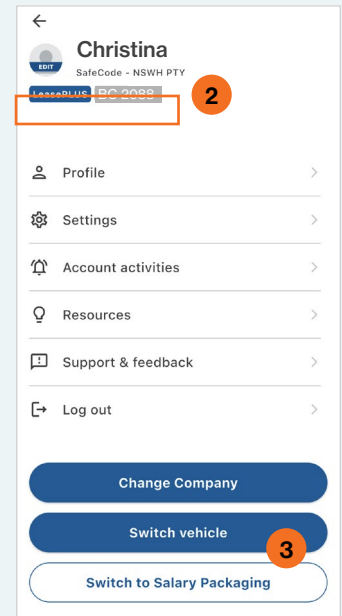 Christina
EDIT
SafeCode - NSWH PTY
LeasePLUS BC 2088
2
Profile
Settings
Account activities
Resources
Support & feedback
Log out
Change Company
Switch vehicle
3
Switch to Salary Packaging